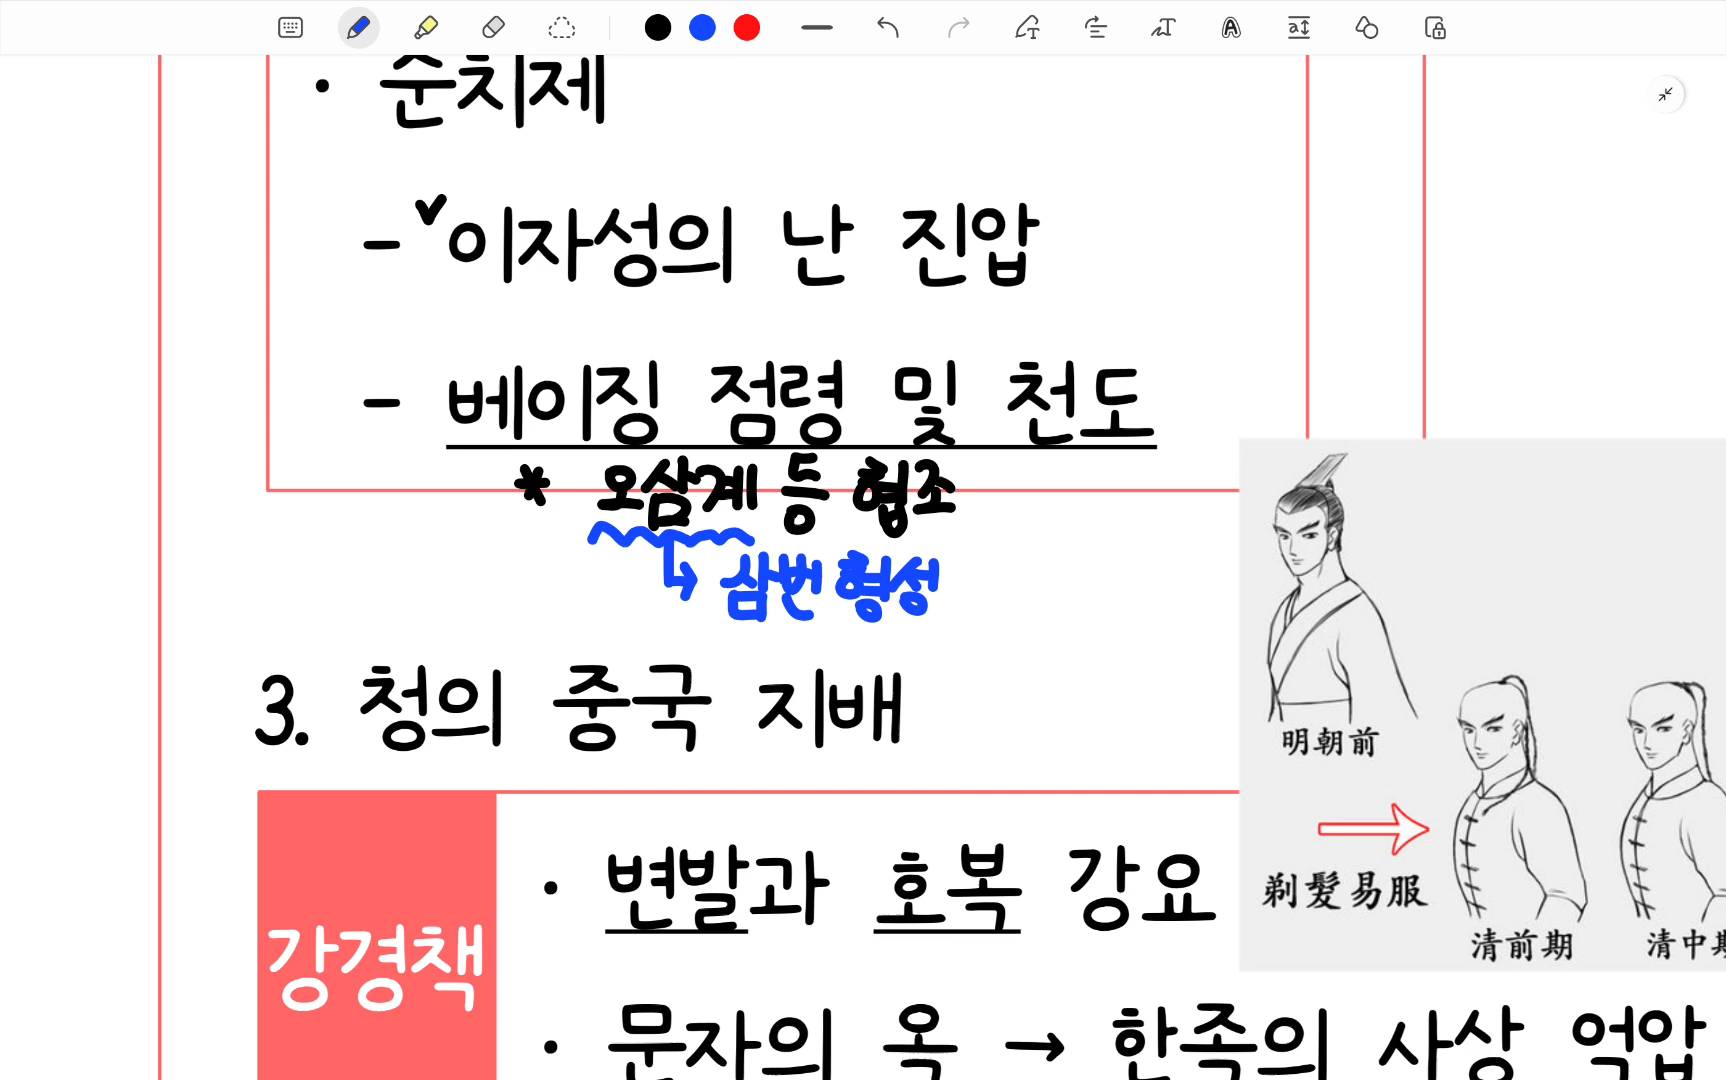 · 순치제
- ✓이자성의 난 진압
- 베이징 점령 및 천도
* 오삼계 등 협조
↳ 삼번 형성
3. 청의 중국 지배
강경책
· 변발과 호복 강요
· 문자의 옥 → 한족의 사상 억압
明朝前
剃髮易服
清前期
清中期